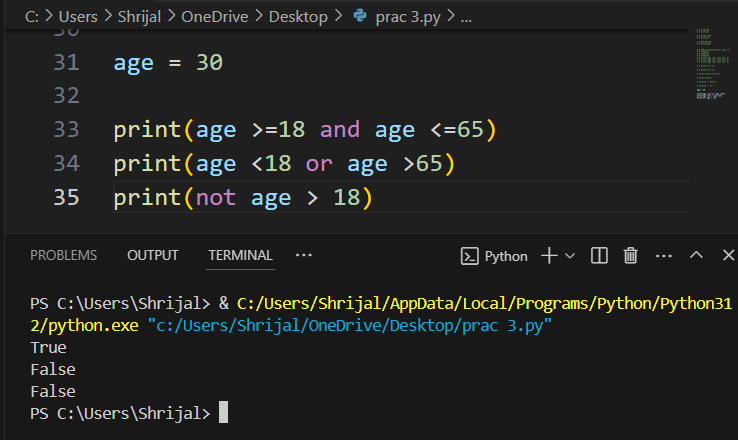 C: > Users > Shrijal > OneDrive > Desktop > prac 3.py > ...
30
31 age = 30
32
33 print(age >=18 and age <=65)
34 print(age <18 or age >65)
35 print(not age > 18)
PROBLEMS OUTPUT TERMINAL ··· Python
PS C:\Users\Shrijal> & C:/Users/Shrijal/AppData/Local/Programs/Python/Python31
2/python.exe "c:/Users/Shrijal/OneDrive/Desktop/prac 3.py"
True
False
False
PS C:\Users\Shrijal>